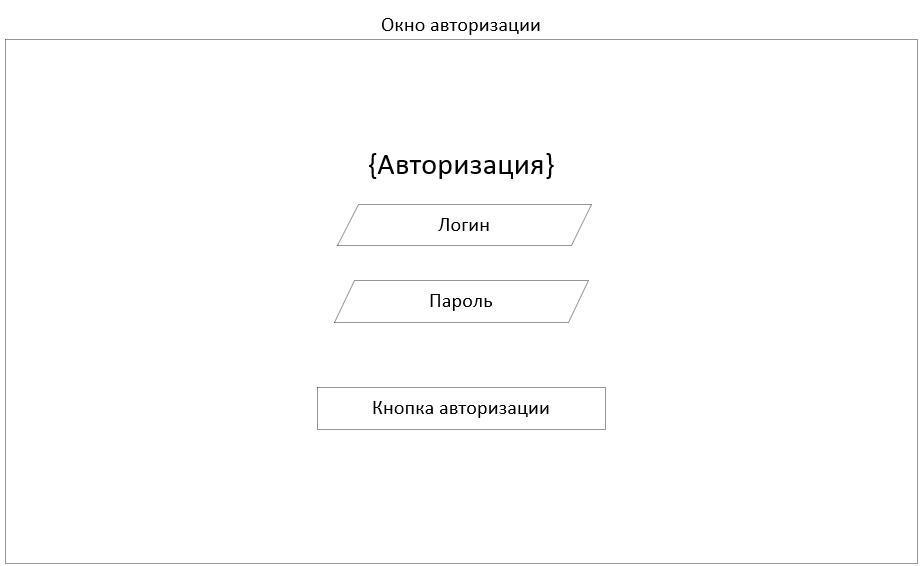 Окно авторизации
{Авторизация}
Логин
Пароль
Кнопка авторизации